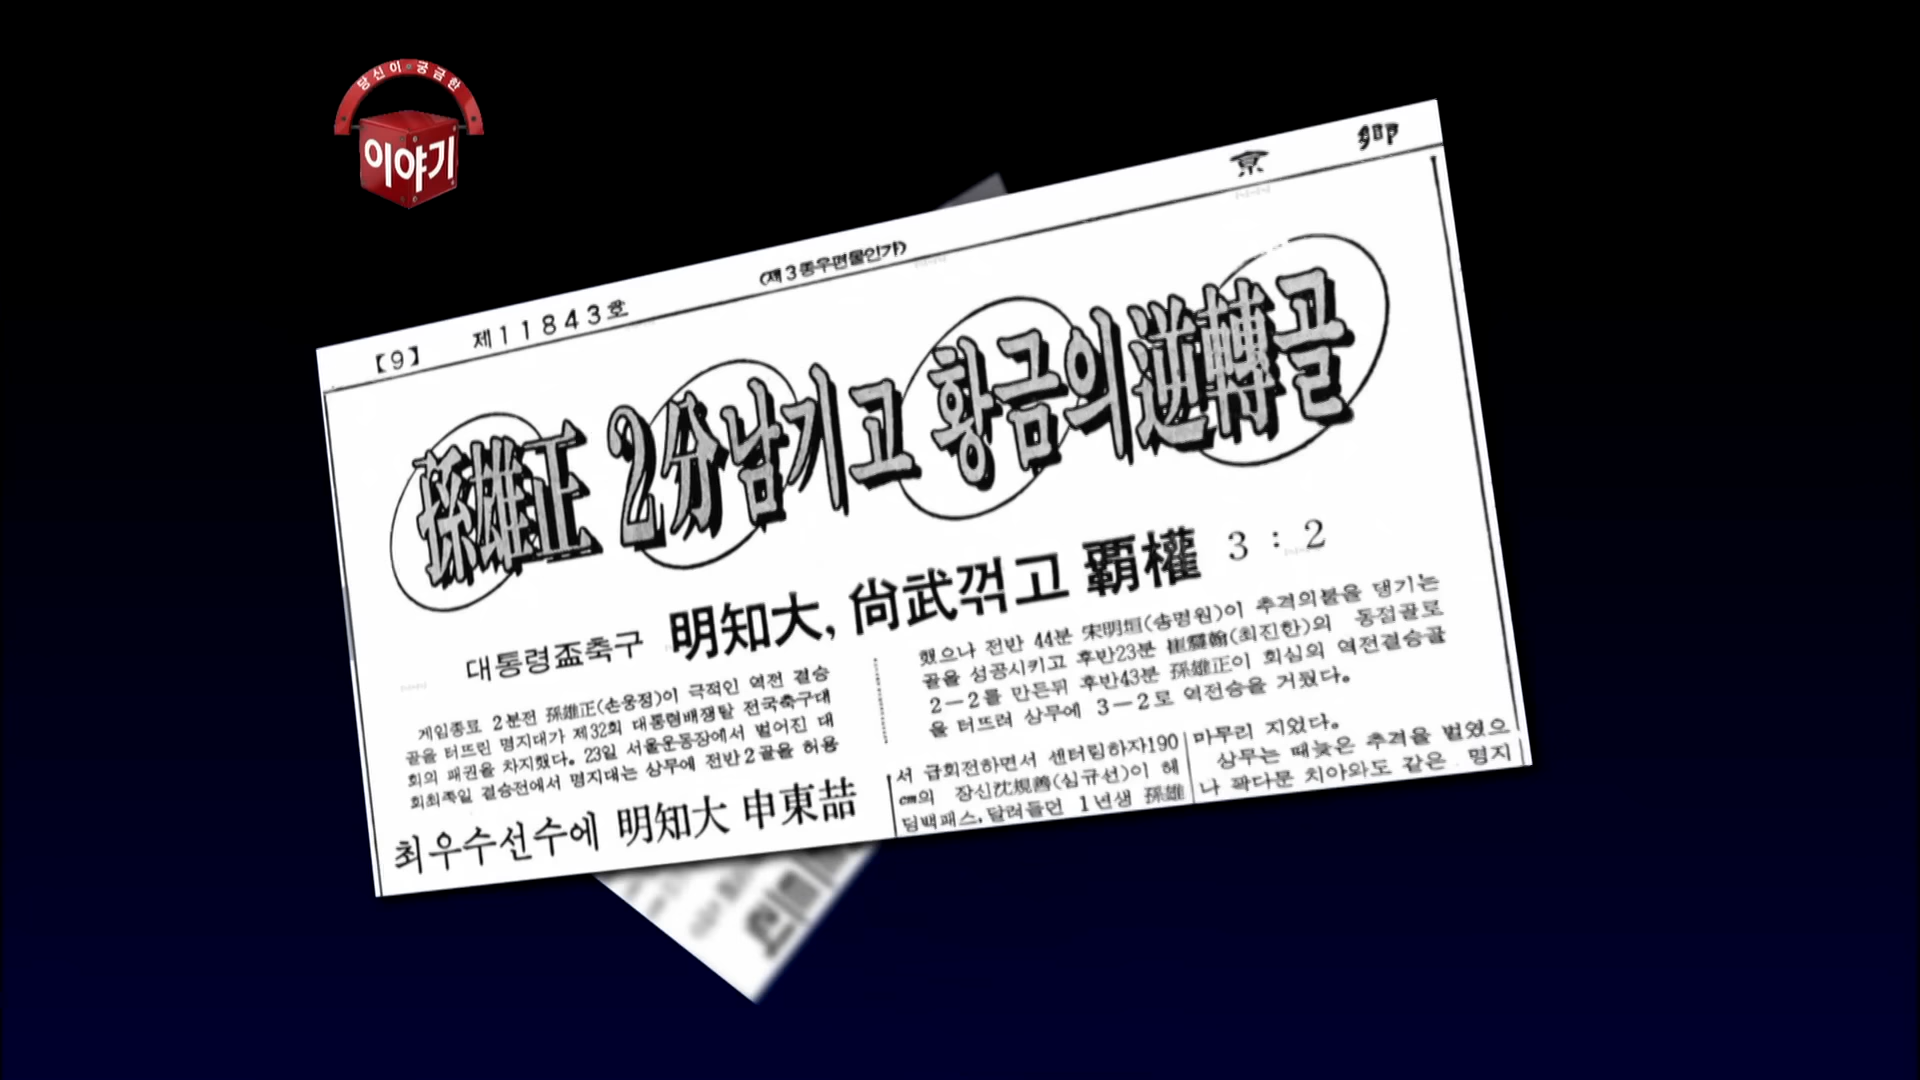 당신이 궁금한
이야기
【9】 제11843호 (제3종우편물인가) 京
孫雄正 2分남기고 황금의逆轉골
대통령盃축구 明知大, 尙武꺾고 覇權 3 : 2
게임종료 2분전 孫雄正(손웅정)이 극적인 역전 결승
골을 터뜨린 명지대가 제32회 대통령배쟁탈 전국축구대
회의 패권을 차지했다. 23일 서울운동장에서 벌어진 대
회최종일 결승전에서 명지대는 상무에 전반2골을 허용
했으나 전반 44분 宋明垣(송명원)이 추격의불을 댕기는
골을 성공시키고 후반23분 (최진한)의 동점골로
2—2를 만든뒤 후반43분 孫雄正이 회심의 역전결승골
을 터뜨려 상무에 3—2로 역전승을 거뒀다.
최우수선수에 明知大 申東喆
서 급회전하면서 센터링하자190
cm의 장신沈規善(심규선)이 헤
딩백패스, 달려들던 1년생 孫雄
마무리 지었다.
상무는 때늦은 추격을 벌였으
나 꽉다문 치아와도 같은 명지